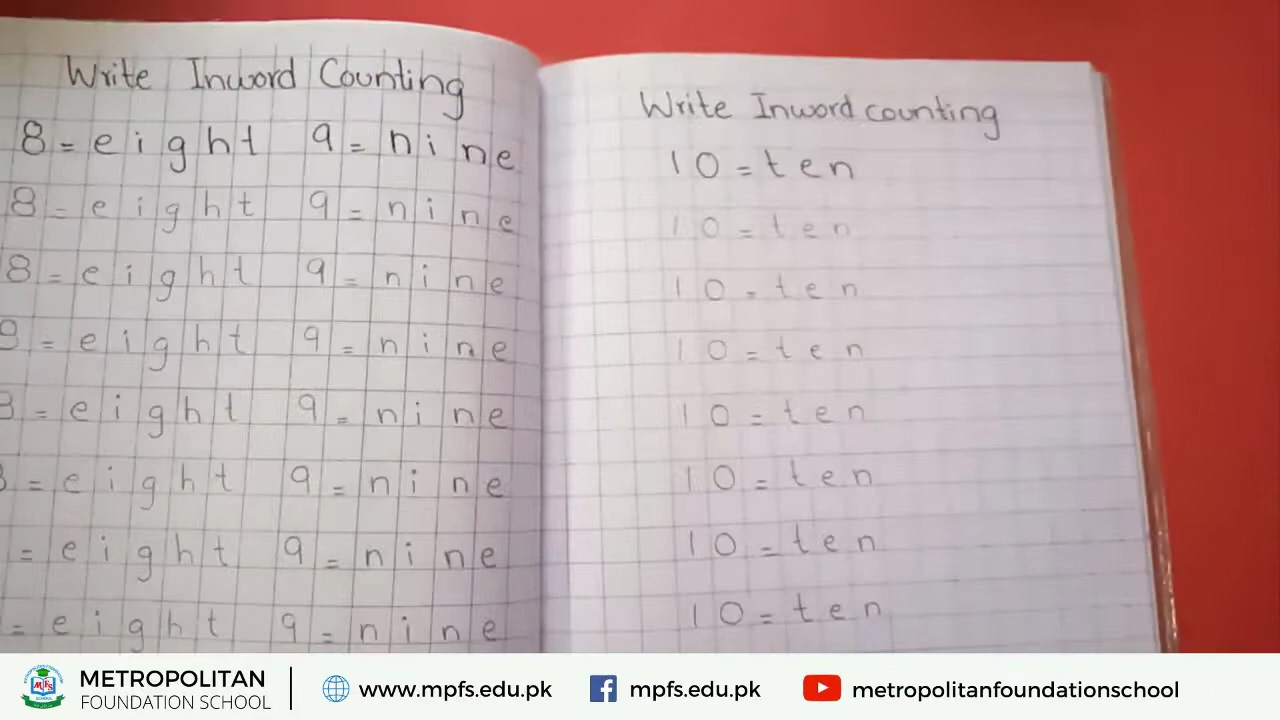 Write Inword Counting
8 = eight 9 = nine
8 = eight 9 = nine
8 = eight 9 = nine
8 = eight 9 = nine
8 = eight 9 = nine
8 = eight 9 = nine
= eight 9 = nine
= eight 9 = nine
Write Inword counting
10 = ten
10 = ten
10 = ten
10 = ten
10 = ten
10 = ten
10 = ten
10 = ten
METROPOLITAN
FOUNDATION SCHOOL
www.mpfs.edu.pk
mpfs.edu.pk
metropolitanfoundationschool